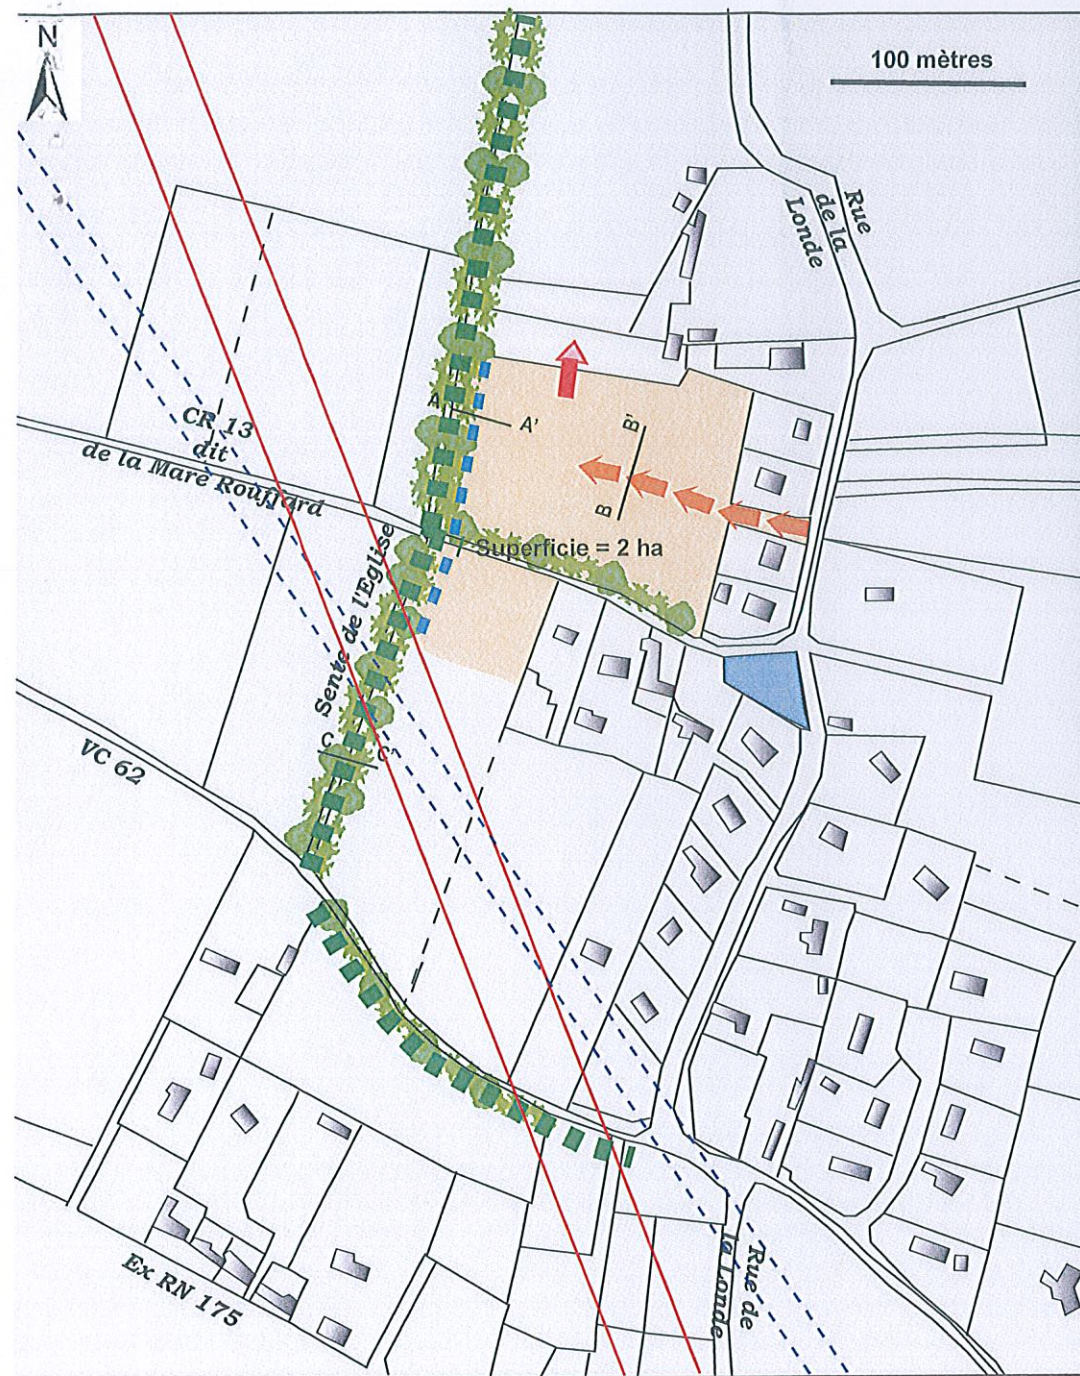 N
100 mètres
Rue
de la
Londe
A
A'
B'
B
CR 13
dit
de la Mare Rouffard
Superficie = 2 ha
Sente de l'Eglise
C
C'
VC 62
Ex RN 175
Rue de
la Londe